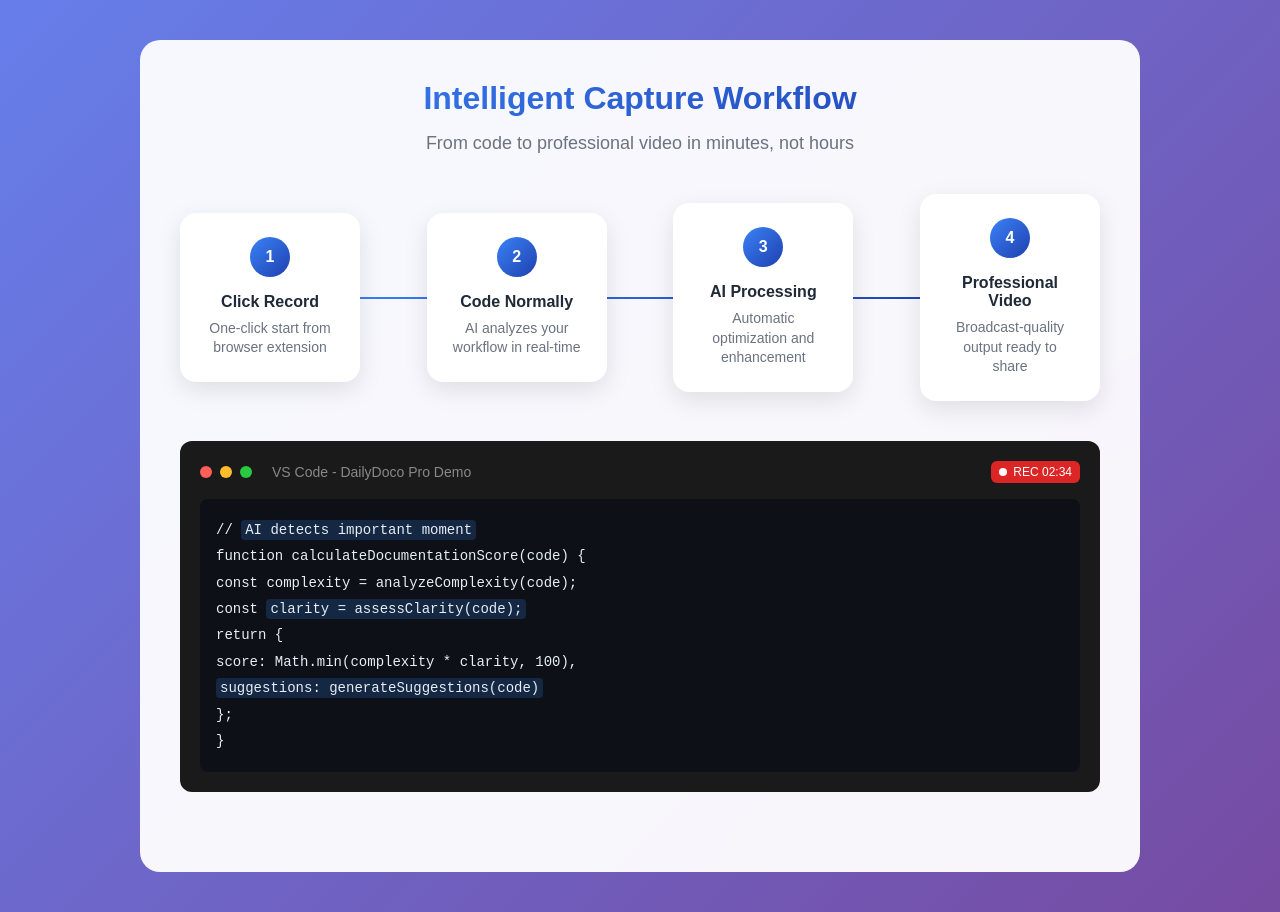 Intelligent Capture Workflow
From code to professional video in minutes, not hours
1
Click Record
One-click start from
browser extension
2
Code Normally
AI analyzes your
workflow in real-time
3
AI Processing
Automatic
optimization and
enhancement
4
Professional
Video
Broadcast-quality
output ready to
share
VS Code - DailyDoco Pro Demo
REC 02:34
// AI detects important moment
function calculateDocumentationScore(code) {
const complexity = analyzeComplexity(code);
const clarity = assessClarity(code);
return {
score: Math.min(complexity * clarity, 100),
suggestions: generateSuggestions(code)
};
}